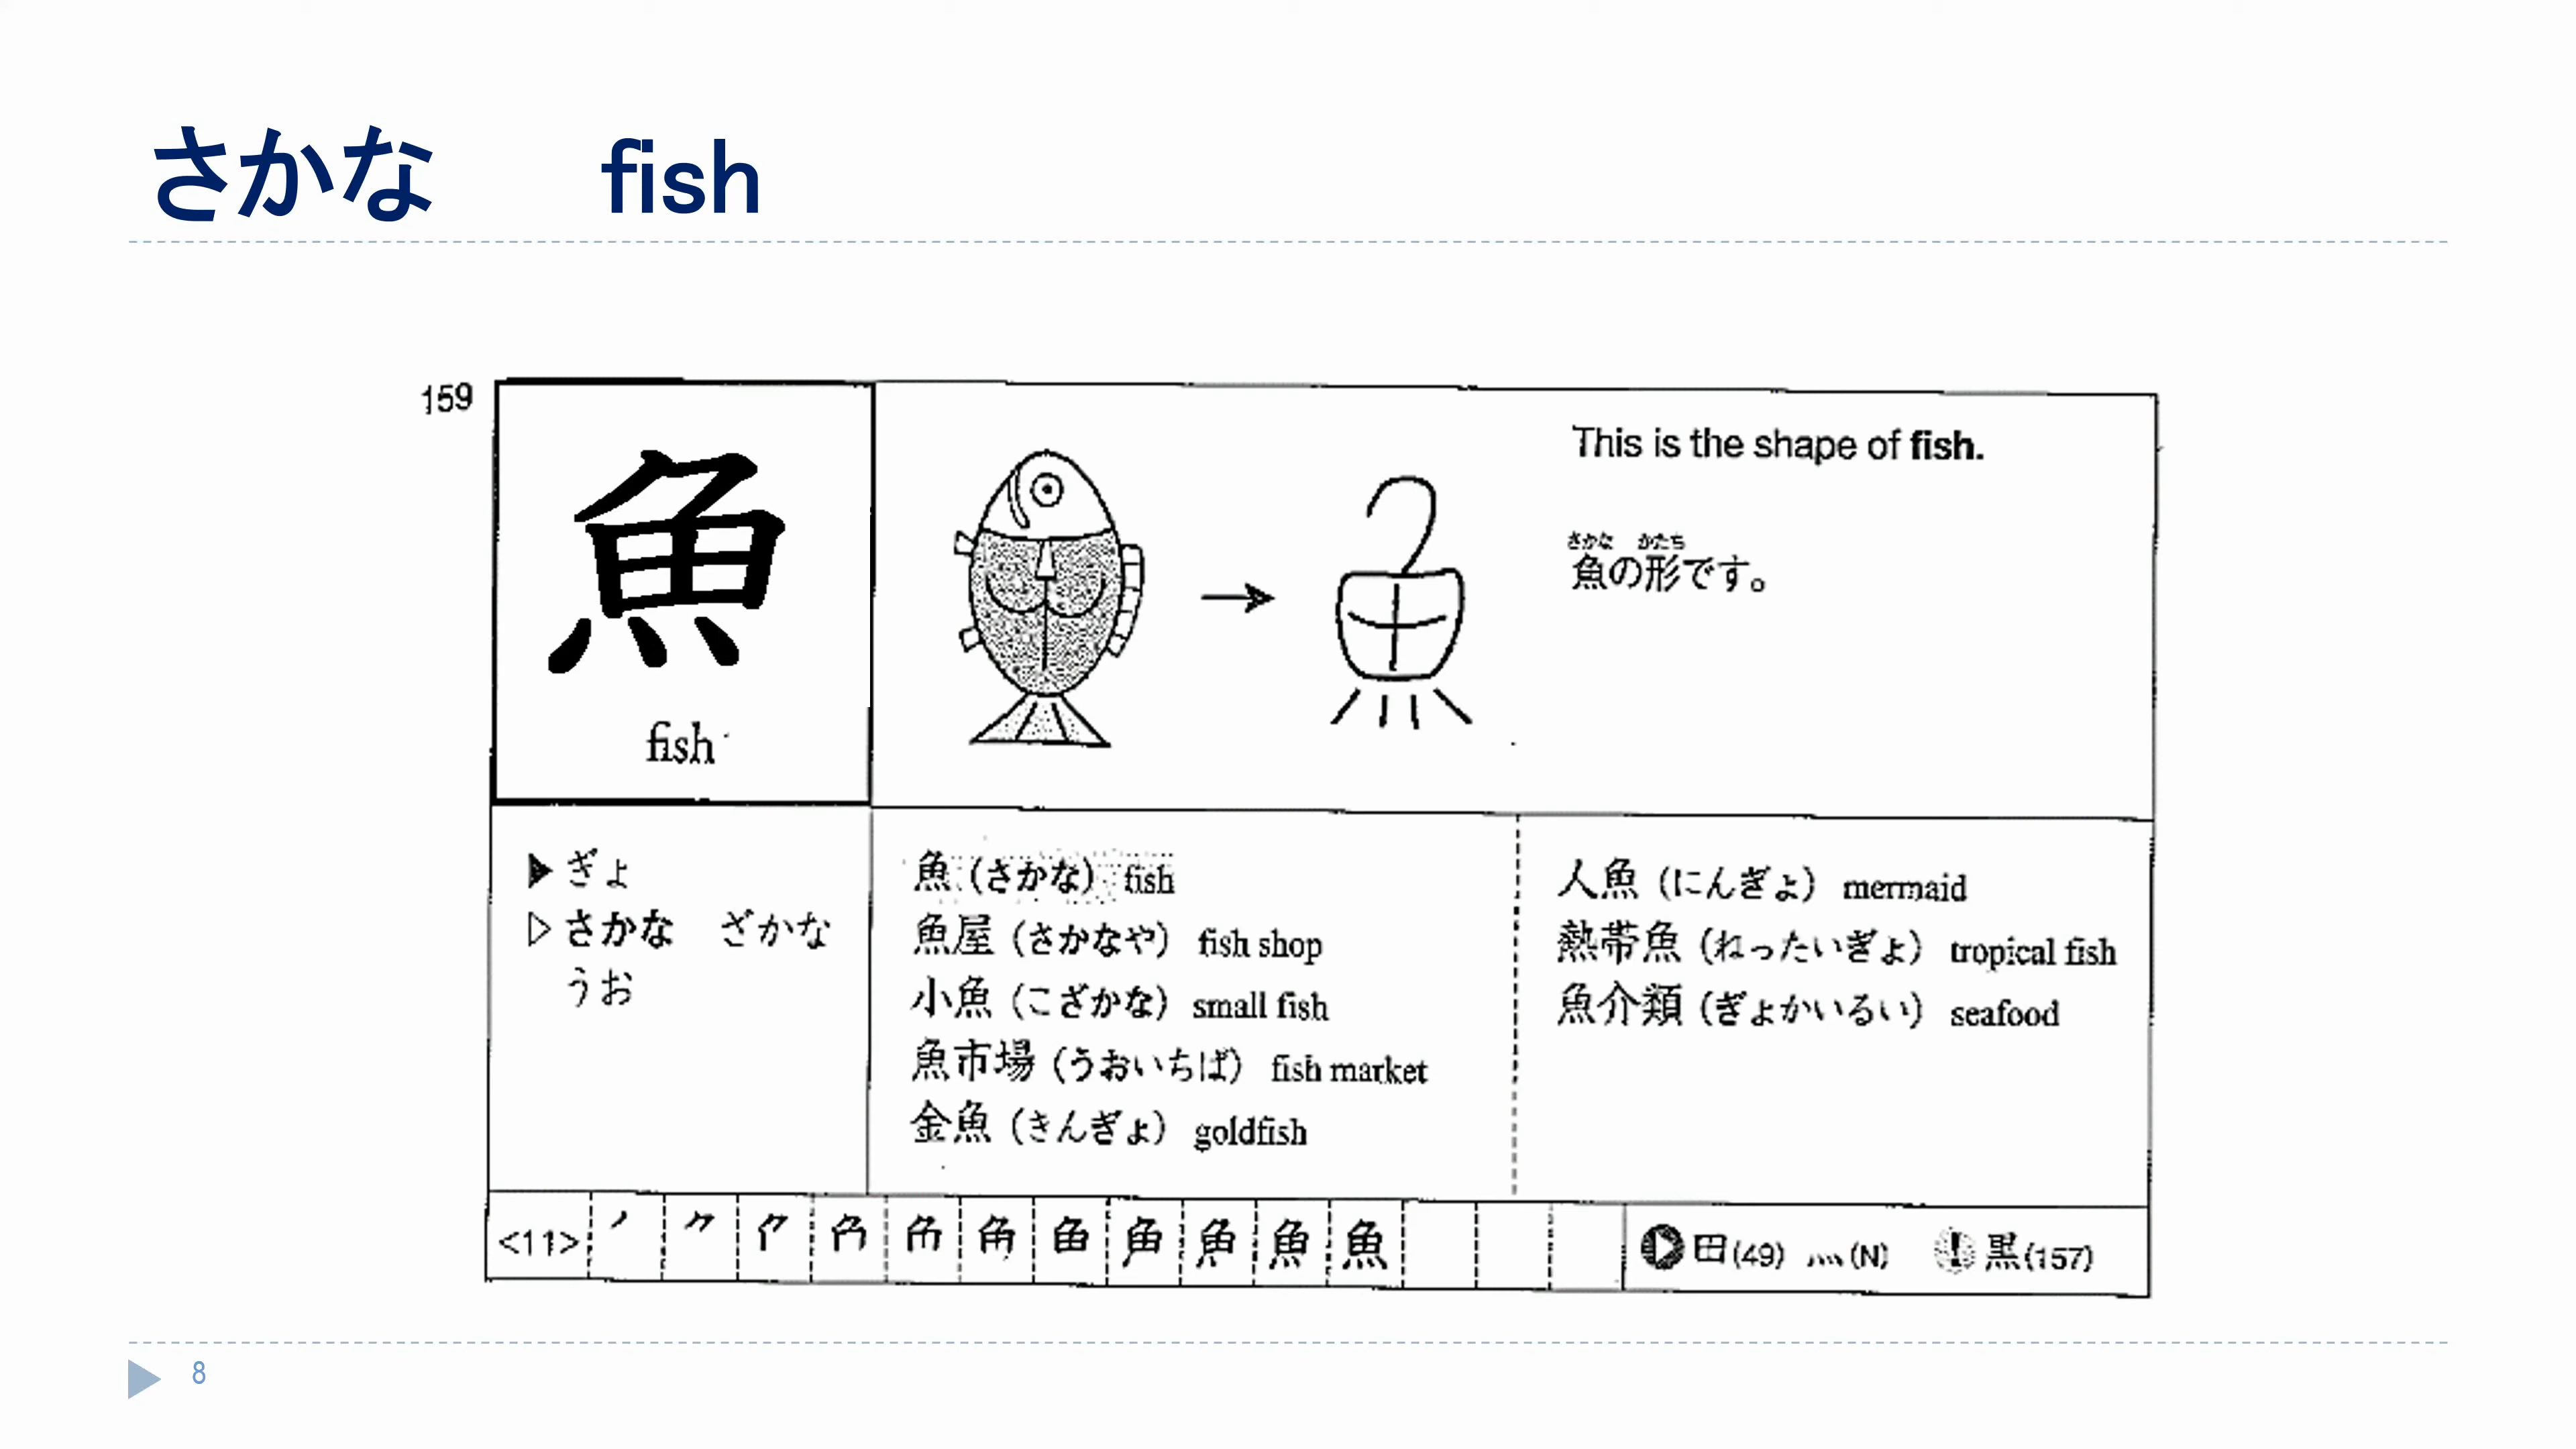 さかな fish
159
魚
fish
This is the shape of fish.
さかな かたち
魚の形です。
▶ ぎょ
▷ さかな ざかな
うお
魚（さかな） fish
魚屋（さかなや） fish shop
小魚（こざかな） small fish
魚市場（うおいちば） fish market
金魚（きんぎょ） goldfish
人魚（にんぎょ） mermaid
熱帯魚（ねったいぎょ） tropical fish
魚介類（ぎょかいるい） seafood
<11> 魚
田(49) 灬(N) 黒(157)
8